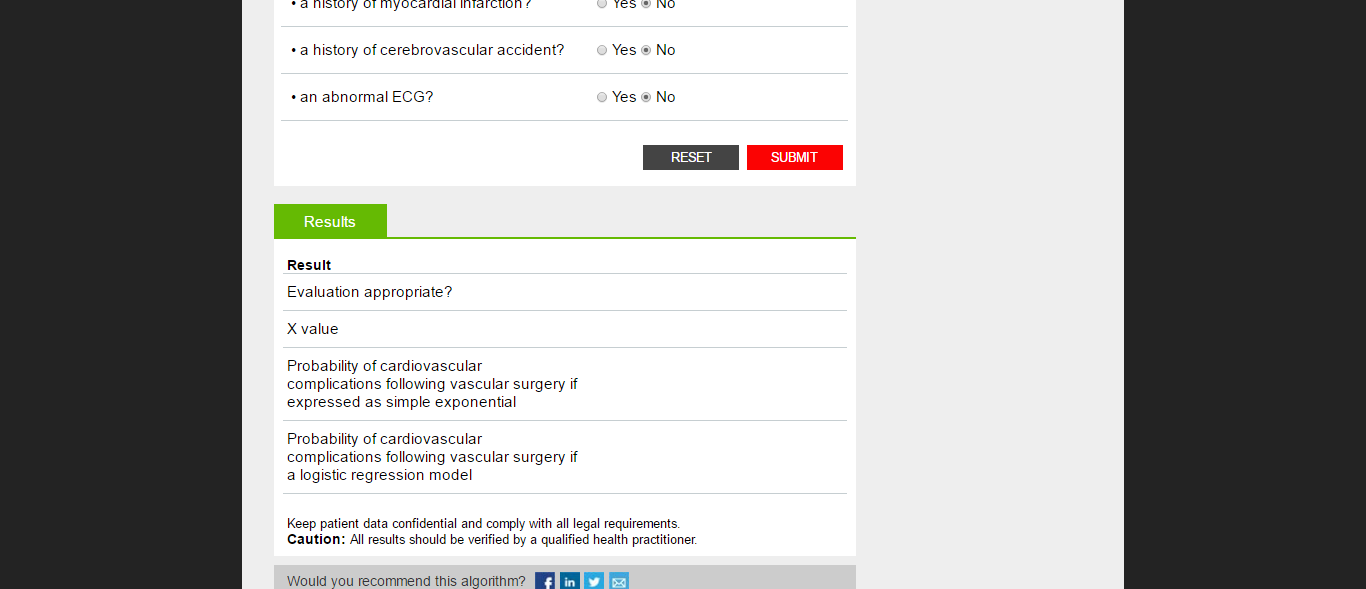 • a history of myocardial infarction? Yes No
• a history of cerebrovascular accident? Yes No
• an abnormal ECG? Yes No
RESET SUBMIT
Results
Result
Evaluation appropriate?
X value
Probability of cardiovascular
complications following vascular surgery if
expressed as simple exponential
Probability of cardiovascular
complications following vascular surgery if
a logistic regression model
Keep patient data confidential and comply with all legal requirements.
Caution: All results should be verified by a qualified health practitioner.
Would you recommend this algorithm? f in